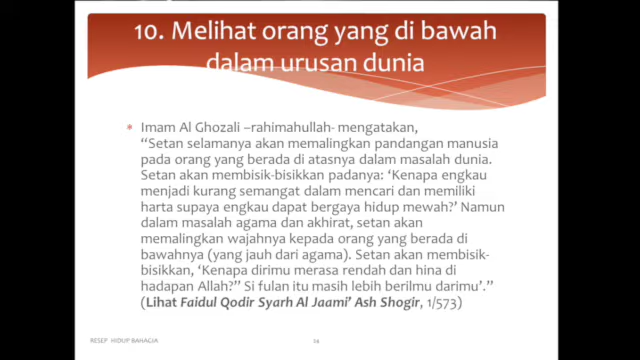 10. Melihat orang yang di bawah
dalam urusan dunia
* Imam Al Ghozali –rahimahullah- mengatakan,
“Setan selamanya akan memalingkan pandangan manusia
pada orang yang berada di atasnya dalam masalah dunia.
Setan akan membisik-bisikkan padanya: ‘Kenapa engkau
menjadi kurang semangat dalam mencari dan memiliki
harta supaya engkau dapat bergaya hidup mewah?’ Namun
dalam masalah agama dan akhirat, setan akan
memalingkan wajahnya kepada orang yang berada di
bawahnya (yang jauh dari agama). Setan akan membisik-
bisikkan, ‘Kenapa dirimu merasa rendah dan hina di
hadapan Allah?” Si fulan itu masih lebih berilmu darimu’.”
(Lihat Faidul Qodir Syarh Al Jaami’ Ash Shogir, 1/573)
RESEP HIDUP BAHAGIA